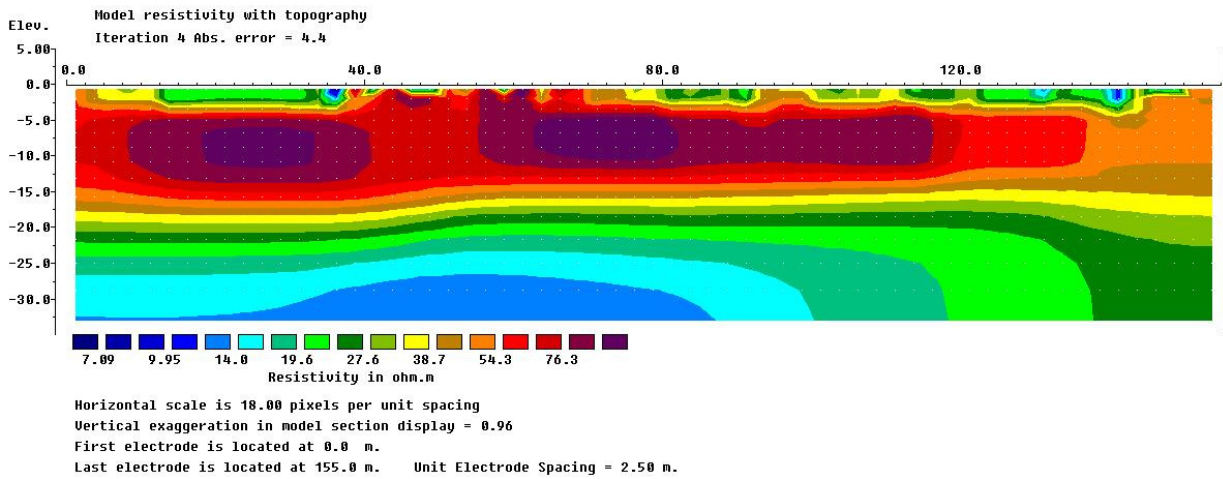 Model resistivity with topography
Elev.
Iteration 4 Abs. error = 4.4
5.00
0.0 40.0 80.0 120.0
0.0
-5.0
-10.0
-15.0
-20.0
-25.0
-30.0
7.09 9.95 14.0 19.6 27.6 38.7 54.3 76.3
Resistivity in ohm.m
Horizontal scale is 18.00 pixels per unit spacing
Vertical exaggeration in model section display = 0.96
First electrode is located at 0.0 m.
Last electrode is located at 155.0 m. Unit Electrode Spacing = 2.50 m.